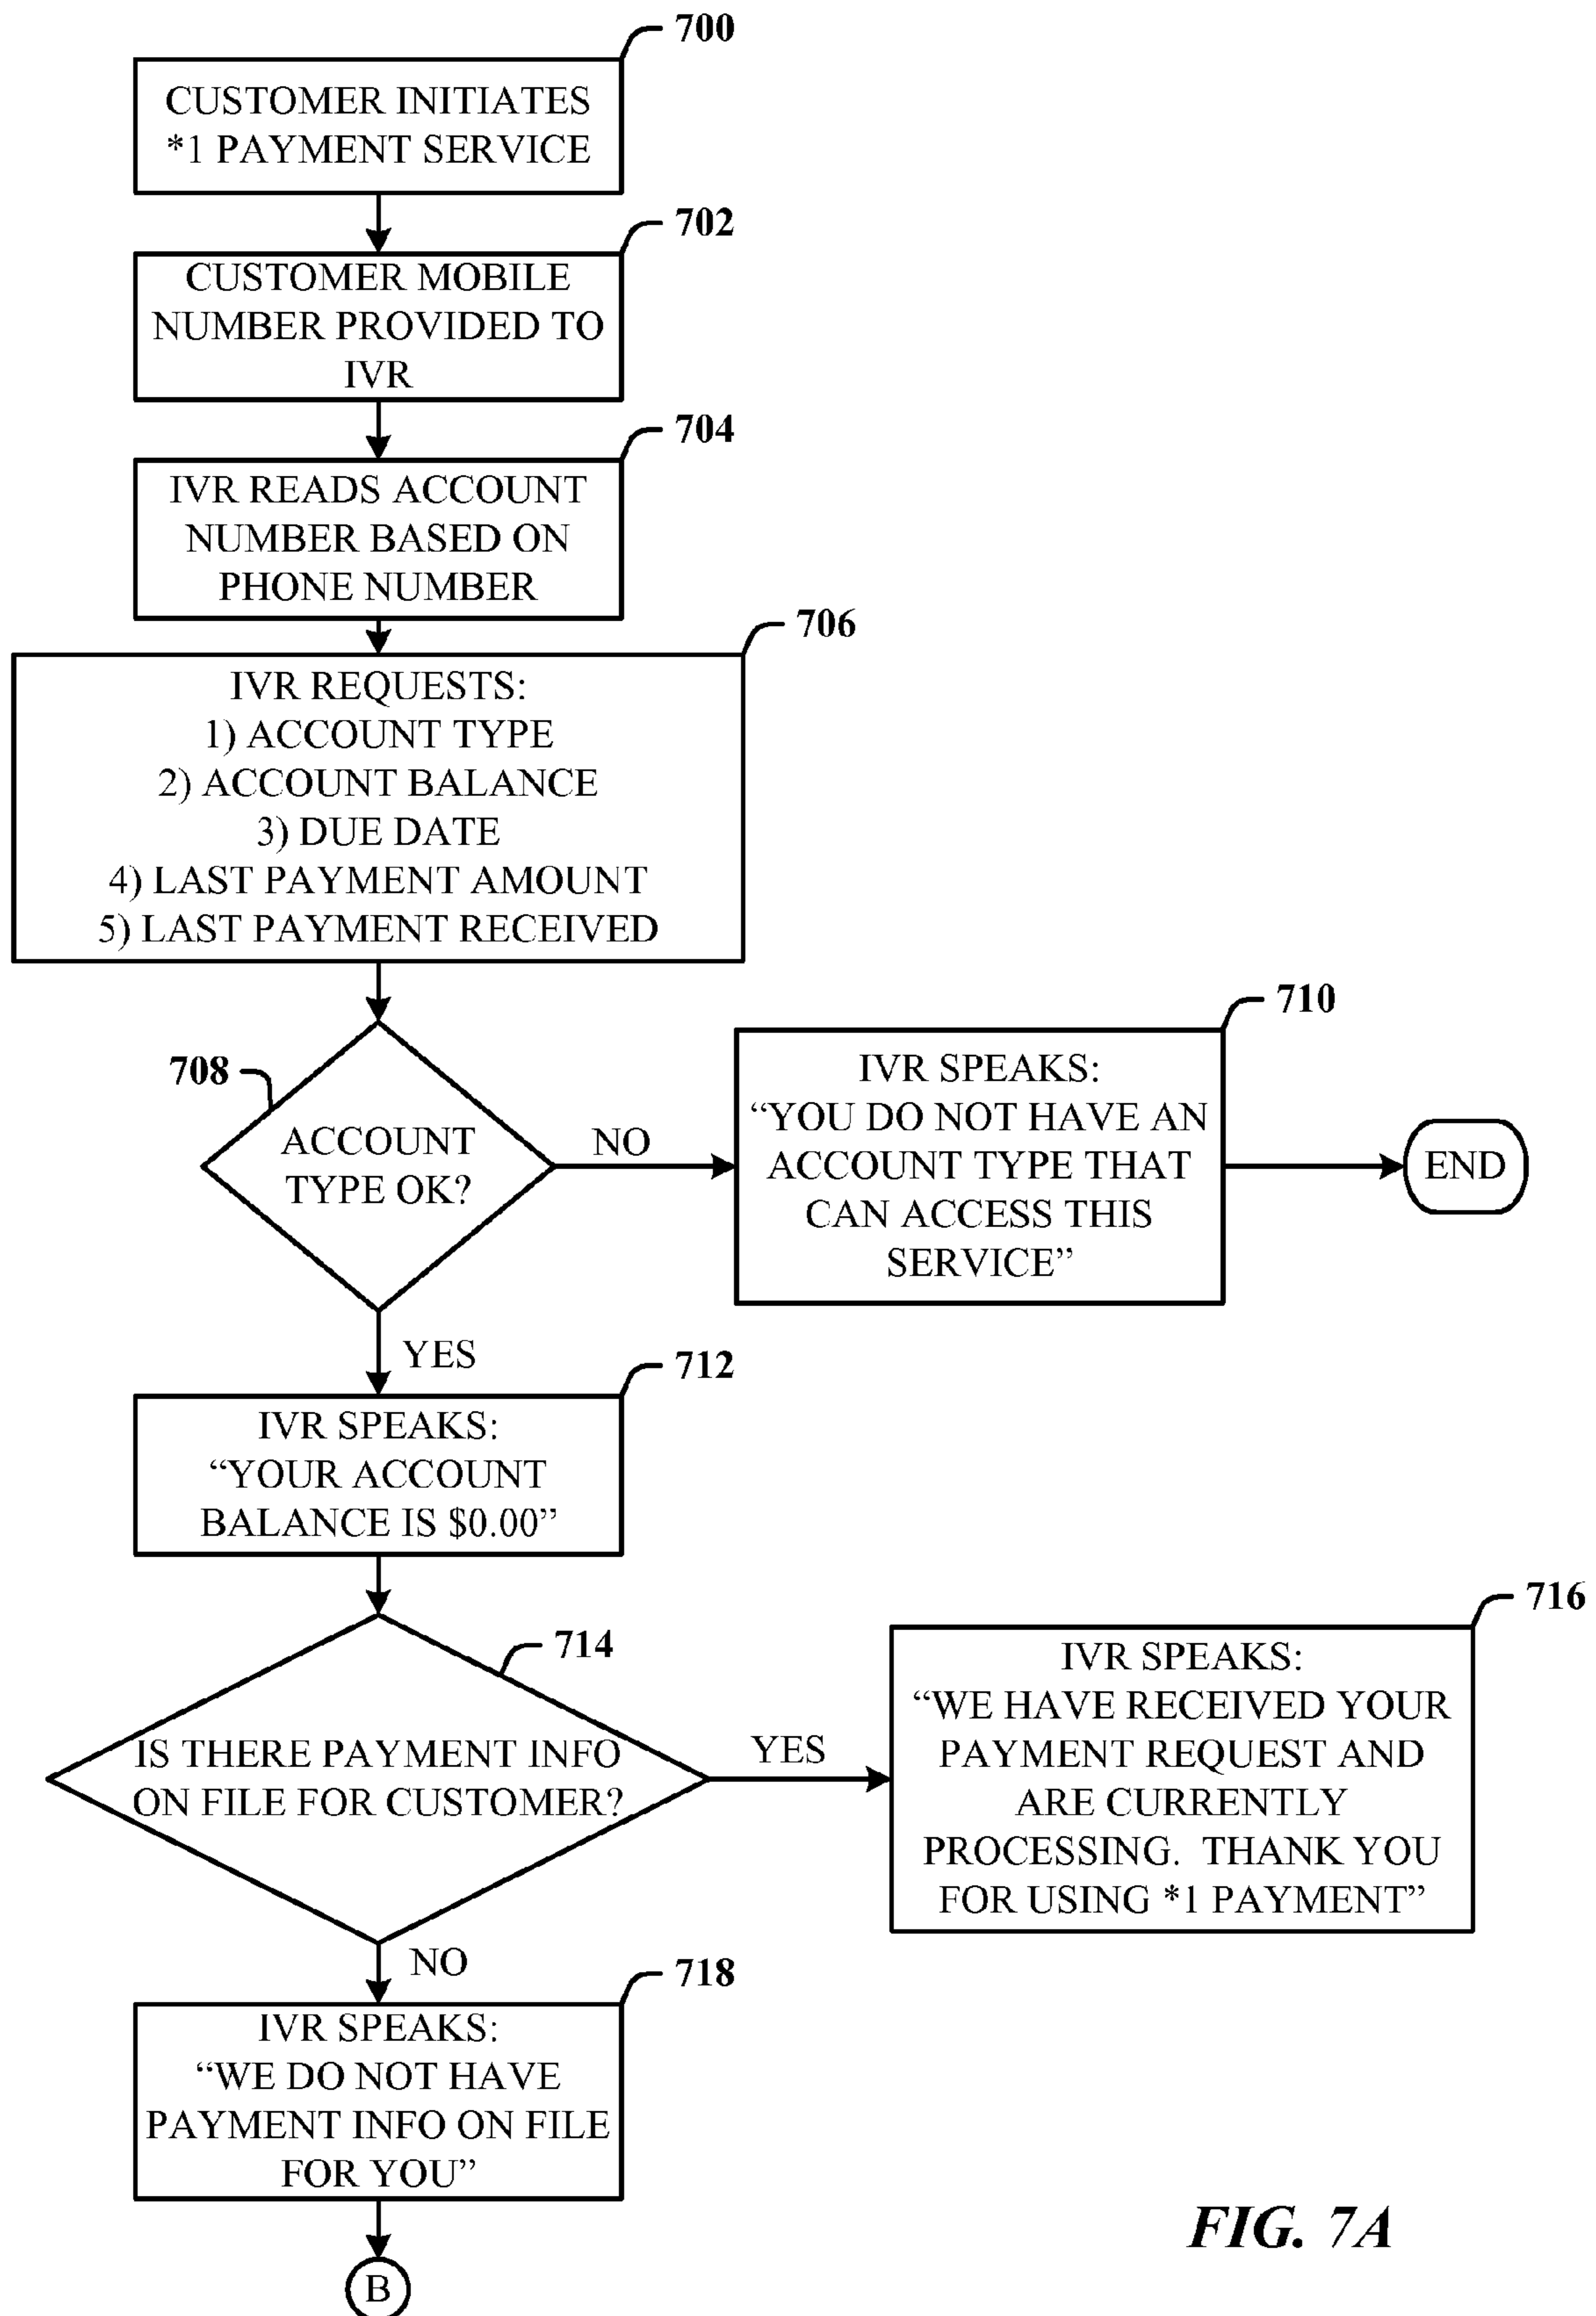 700
CUSTOMER INITIATES
*1 PAYMENT SERVICE
702
CUSTOMER MOBILE
NUMBER PROVIDED TO
IVR
704
IVR READS ACCOUNT
NUMBER BASED ON
PHONE NUMBER
706
IVR REQUESTS:
1) ACCOUNT TYPE
2) ACCOUNT BALANCE
3) DUE DATE
4) LAST PAYMENT AMOUNT
5) LAST PAYMENT RECEIVED
708
ACCOUNT
TYPE OK?
NO
710
IVR SPEAKS:
“YOU DO NOT HAVE AN
ACCOUNT TYPE THAT
CAN ACCESS THIS
SERVICE”
END
YES
712
IVR SPEAKS:
“YOUR ACCOUNT
BALANCE IS $0.00”
714
IS THERE PAYMENT INFO
ON FILE FOR CUSTOMER?
YES
716
IVR SPEAKS:
“WE HAVE RECEIVED YOUR
PAYMENT REQUEST AND
ARE CURRENTLY
PROCESSING.  THANK YOU
FOR USING *1 PAYMENT”
NO
718
IVR SPEAKS:
“WE DO NOT HAVE
PAYMENT INFO ON FILE
FOR YOU”
B
FIG. 7A